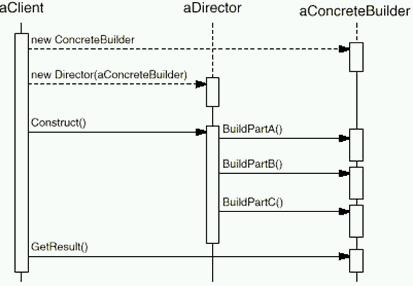 aClient
aDirector
aConcreteBuilder
new ConcreteBuilder
new Director(aConcreteBuilder)
Construct()
BuildPartA()
BuildPartB()
BuildPartC()
GetResult()